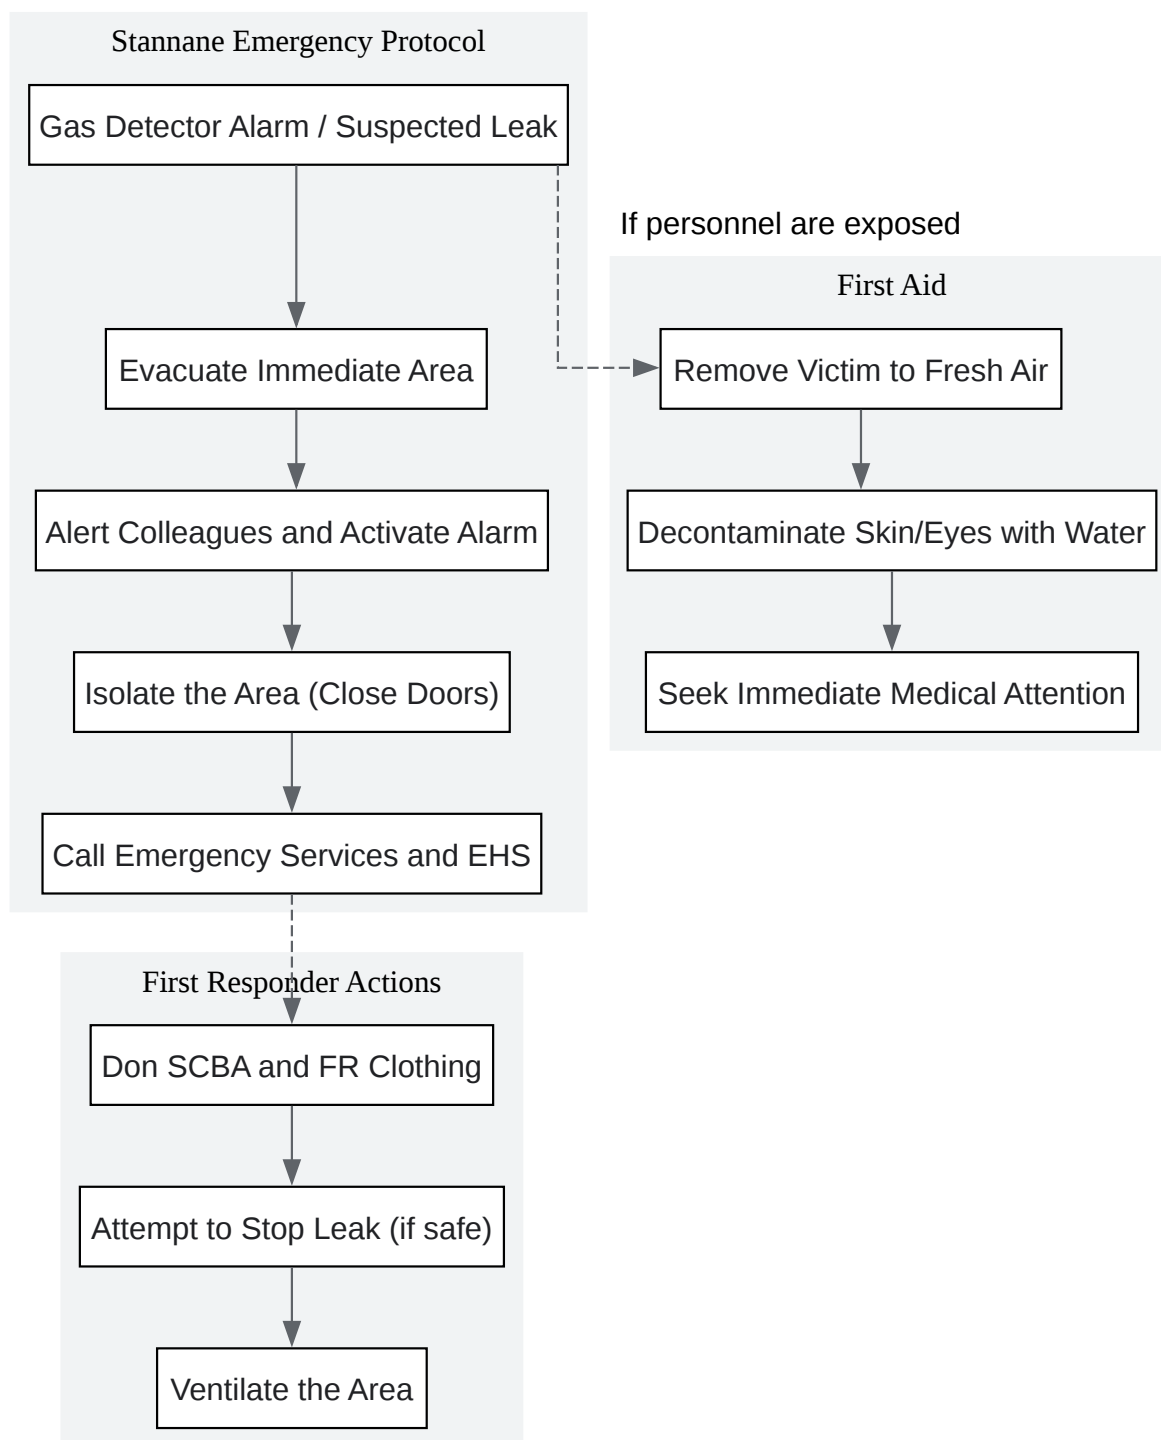 Stannane Emergency Protocol
Gas Detector Alarm / Suspected Leak
Evacuate Immediate Area
Alert Colleagues and Activate Alarm
Isolate the Area (Close Doors)
Call Emergency Services and EHS
If personnel are exposed
First Aid
Remove Victim to Fresh Air
Decontaminate Skin/Eyes with Water
Seek Immediate Medical Attention
First Responder Actions
Don SCBA and FR Clothing
Attempt to Stop Leak (if safe)
Ventilate the Area